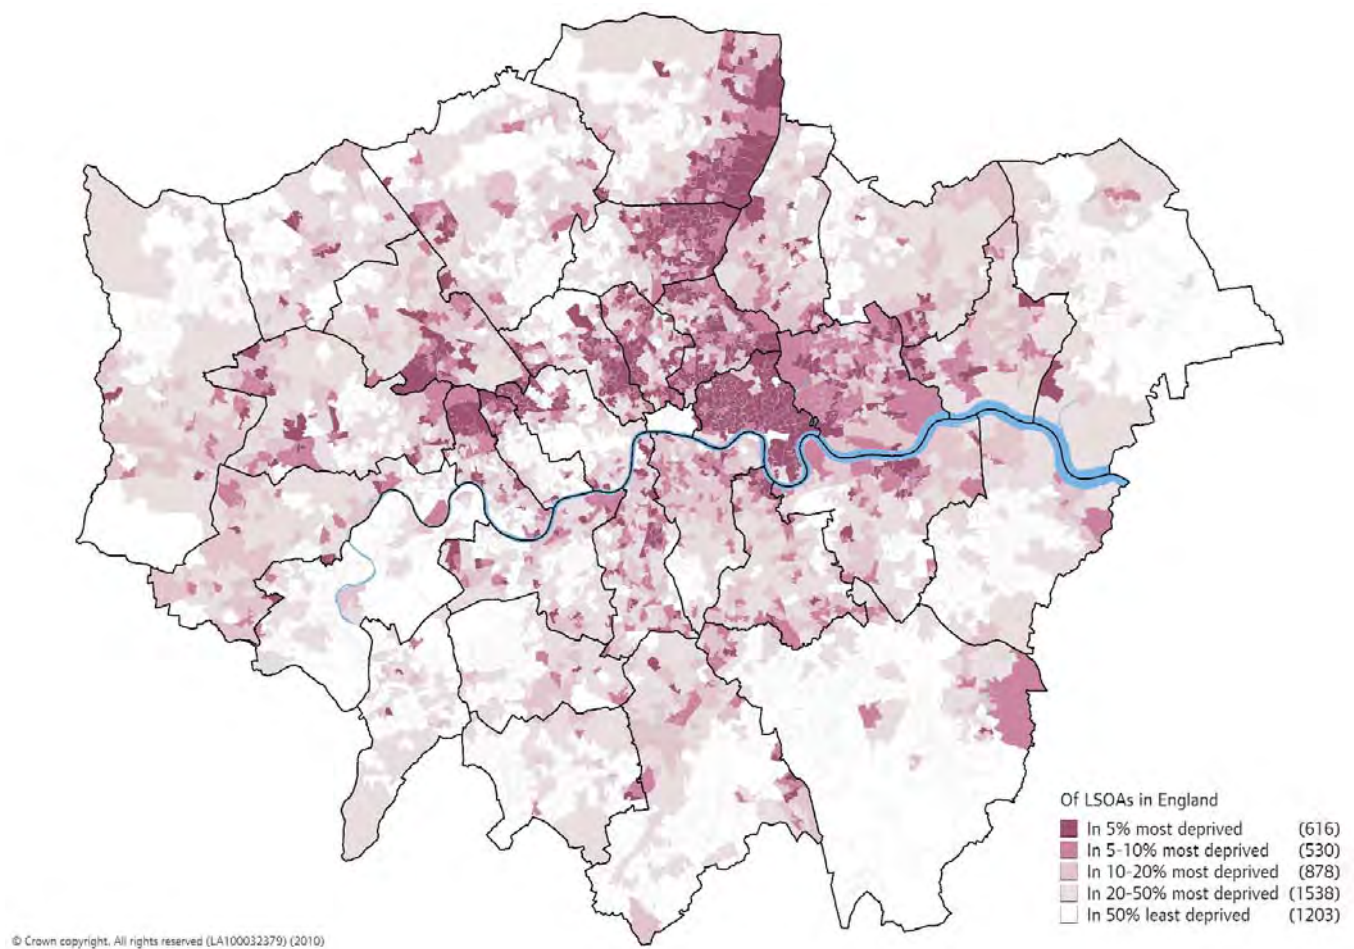 Of LSOAs in England
In 5% most deprived (616)
In 5-10% most deprived (530)
In 10-20% most deprived (878)
In 20-50% most deprived (1538)
In 50% least deprived (1203)
© Crown copyright. All rights reserved (LA100032379) (2010)